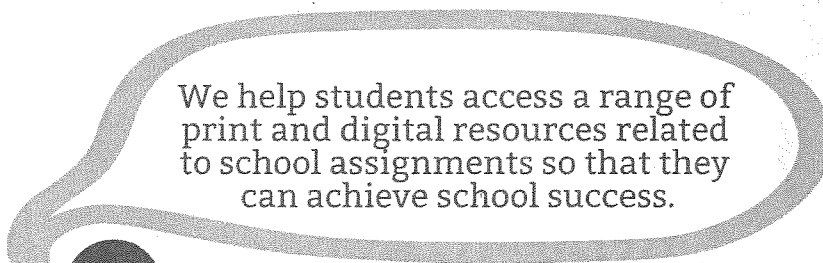 We help students access a range of
print and digital resources related
to school assignments so that they
can achieve school success.